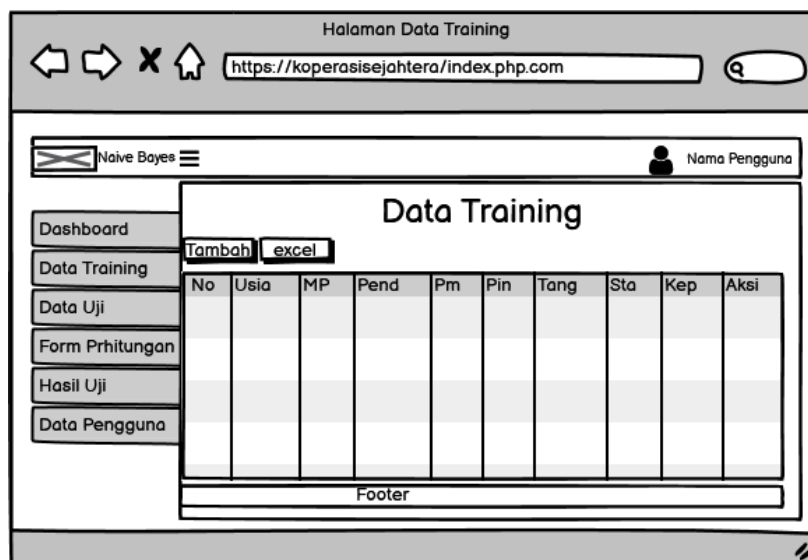 Halaman Data Training
https://koperasisejahtera/index.php.com
Naive Bayes
Nama Pengguna
Dashboard
Data Training
Data Uji
Form Prhitungan
Hasil Uji
Data Pengguna
Data Training
Tambah excel
No Usia MP Pend Pm Pin Tang Sta Kep Aksi
Footer